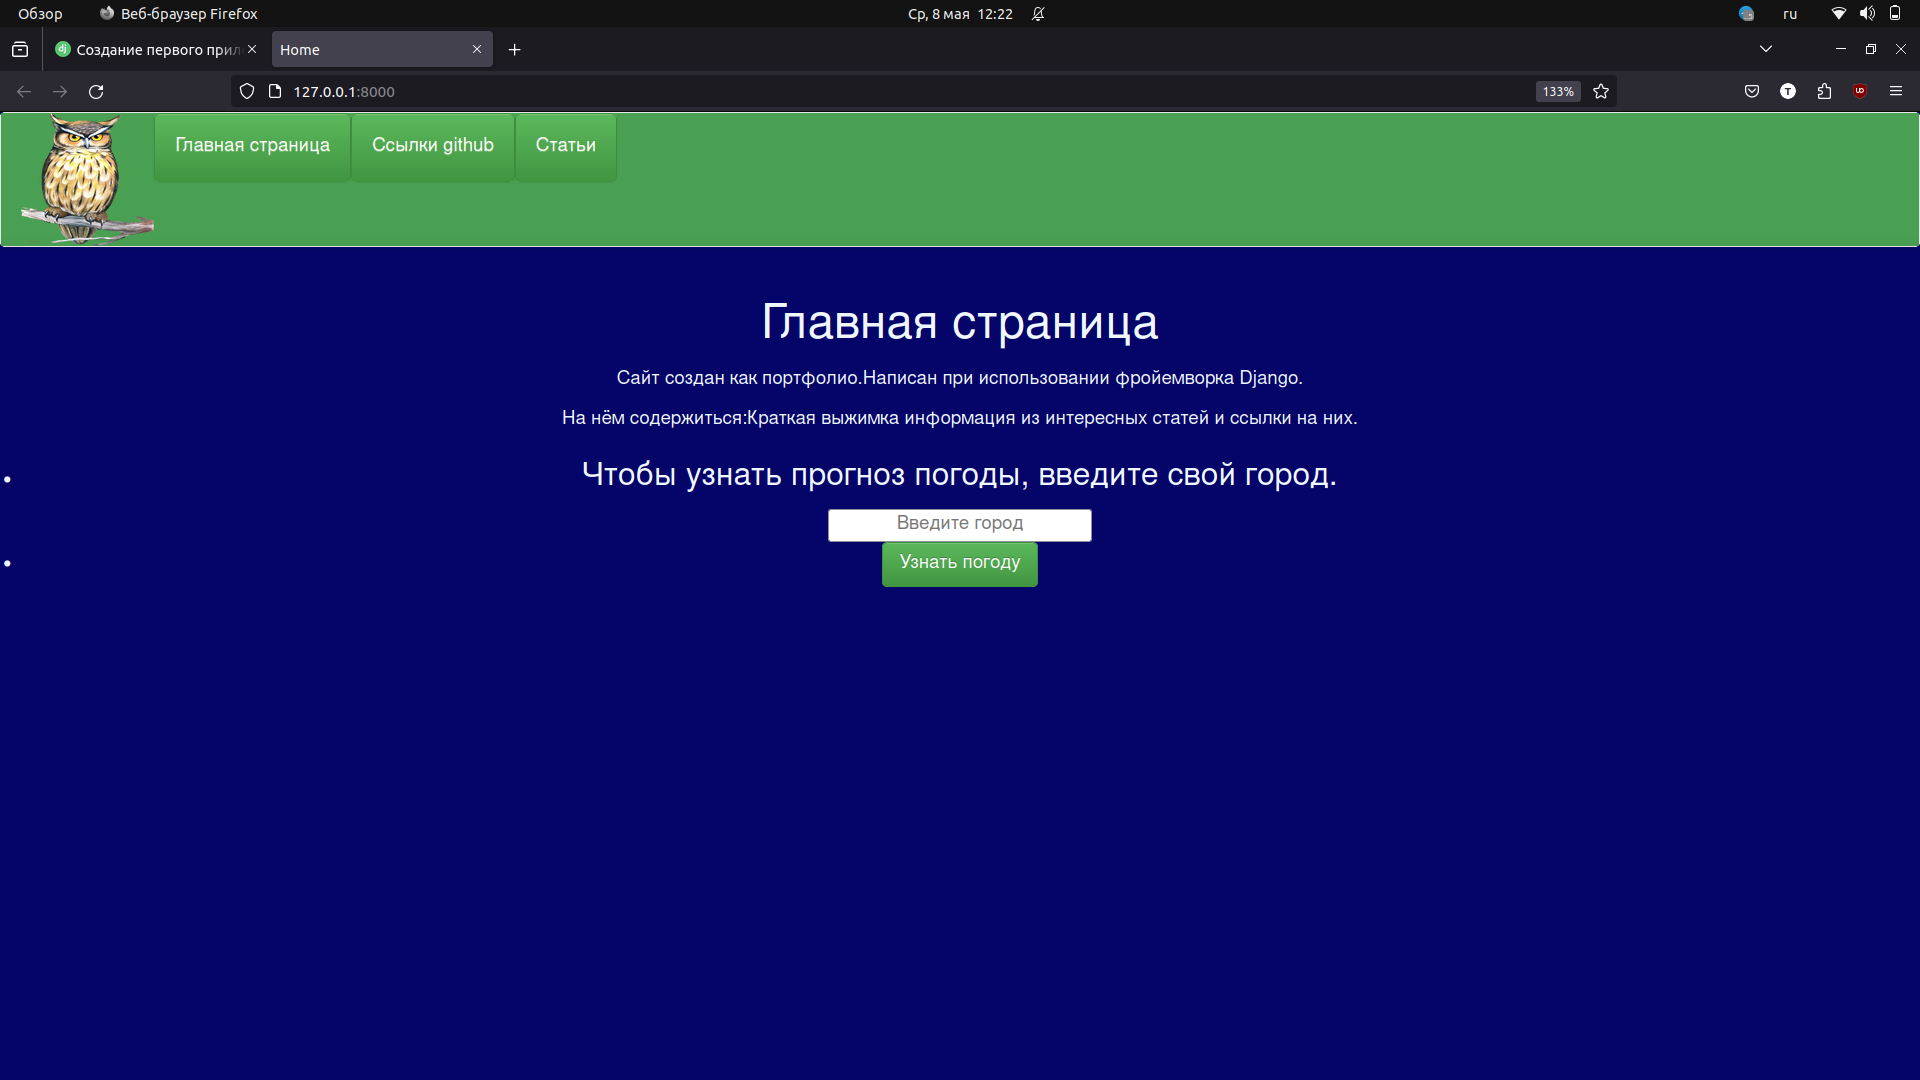 Обзор
Веб-браузер Firefox
Ср, 8 мая 12:22
ru
Создание первого прил
Home
127.0.0.1:8000
133%
Главная страница
Ссылки github
Статьи
Главная страница
Сайт создан как портфолио.Написан при использовании фройемворка Django.
На нём содержиться:Краткая выжимка информация из интересных статей и ссылки на них.
Чтобы узнать прогноз погоды, введите свой город.
Введите город
Узнать погоду